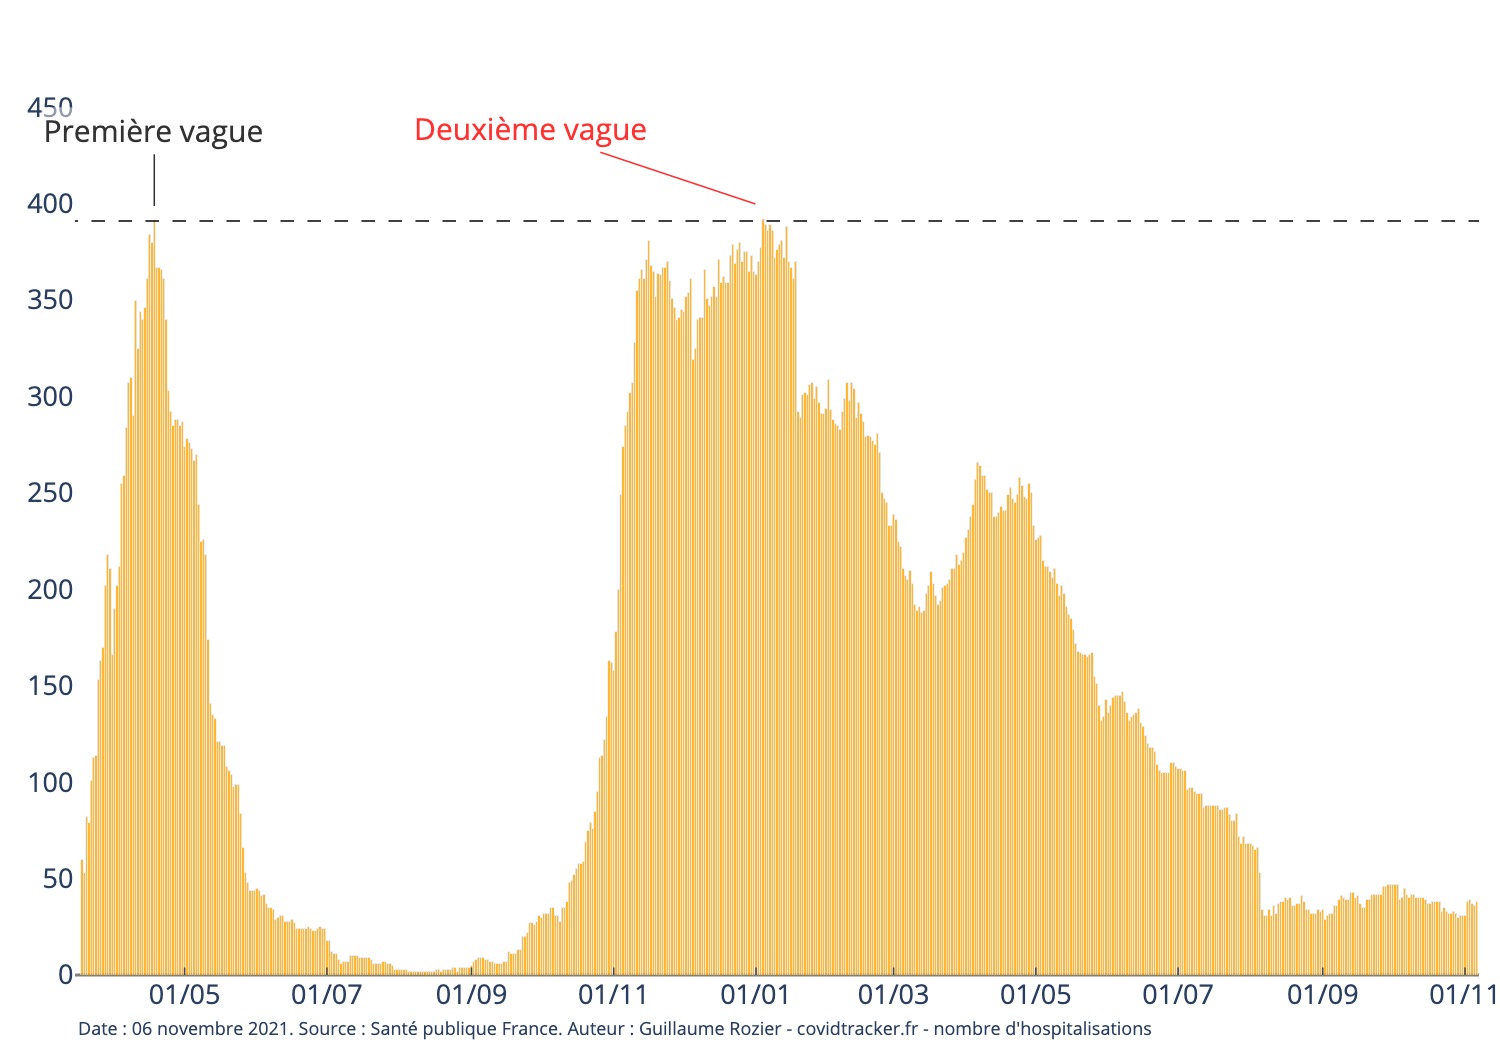 450
Première vague
Deuxième vague
400
350
300
250
200
150
100
50
0
01/05 01/07 01/09 01/11 01/01 01/03 01/05 01/07 01/09 01/11
Date : 06 novembre 2021. Source : Santé publique France. Auteur : Guillaume Rozier - covidtracker.fr - nombre d'hospitalisations